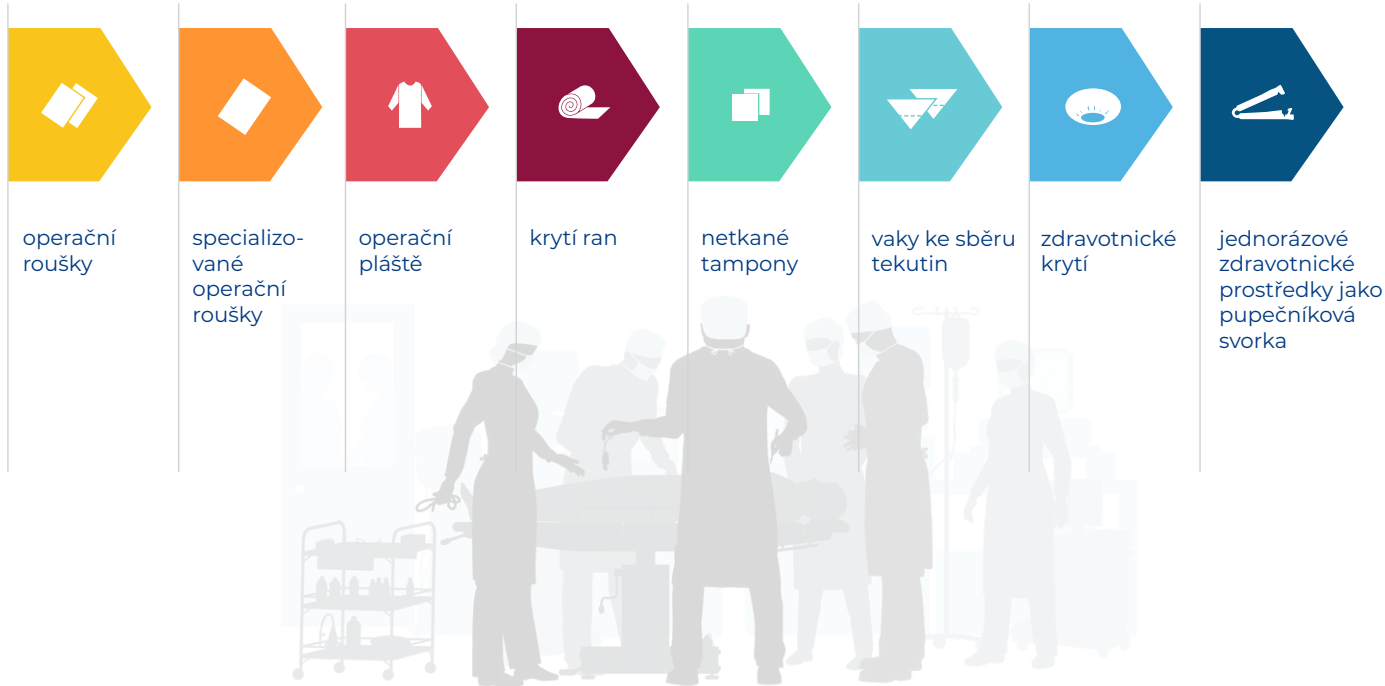 operační
roušky
specializo-
vané
operační
roušky
operační
pláště
krytí ran
netkané
tampony
vaky ke sběru
tekutin
zdravotnické
krytí
jednorázové
zdravotnické
prostředky jako
pupečníková
svorka